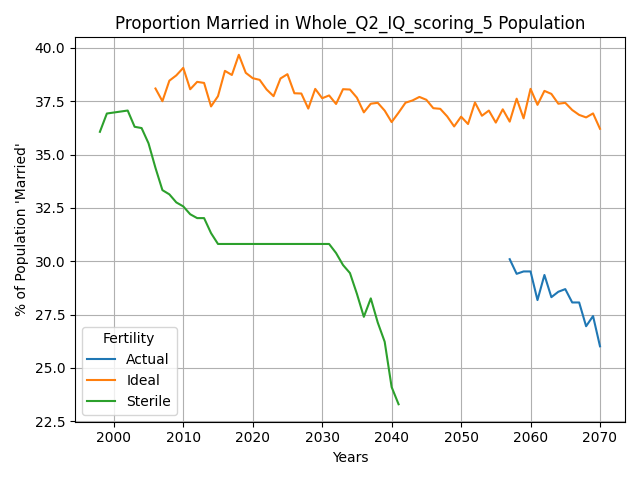 Proportion Married in Whole_Q2_IQ_scoring_5 Population
% of Population 'Married'
40.0
37.5
35.0
32.5
30.0
27.5
25.0
22.5
Fertility
Actual
Ideal
Sterile
2000 2010 2020 2030 2040 2050 2060 2070
Years